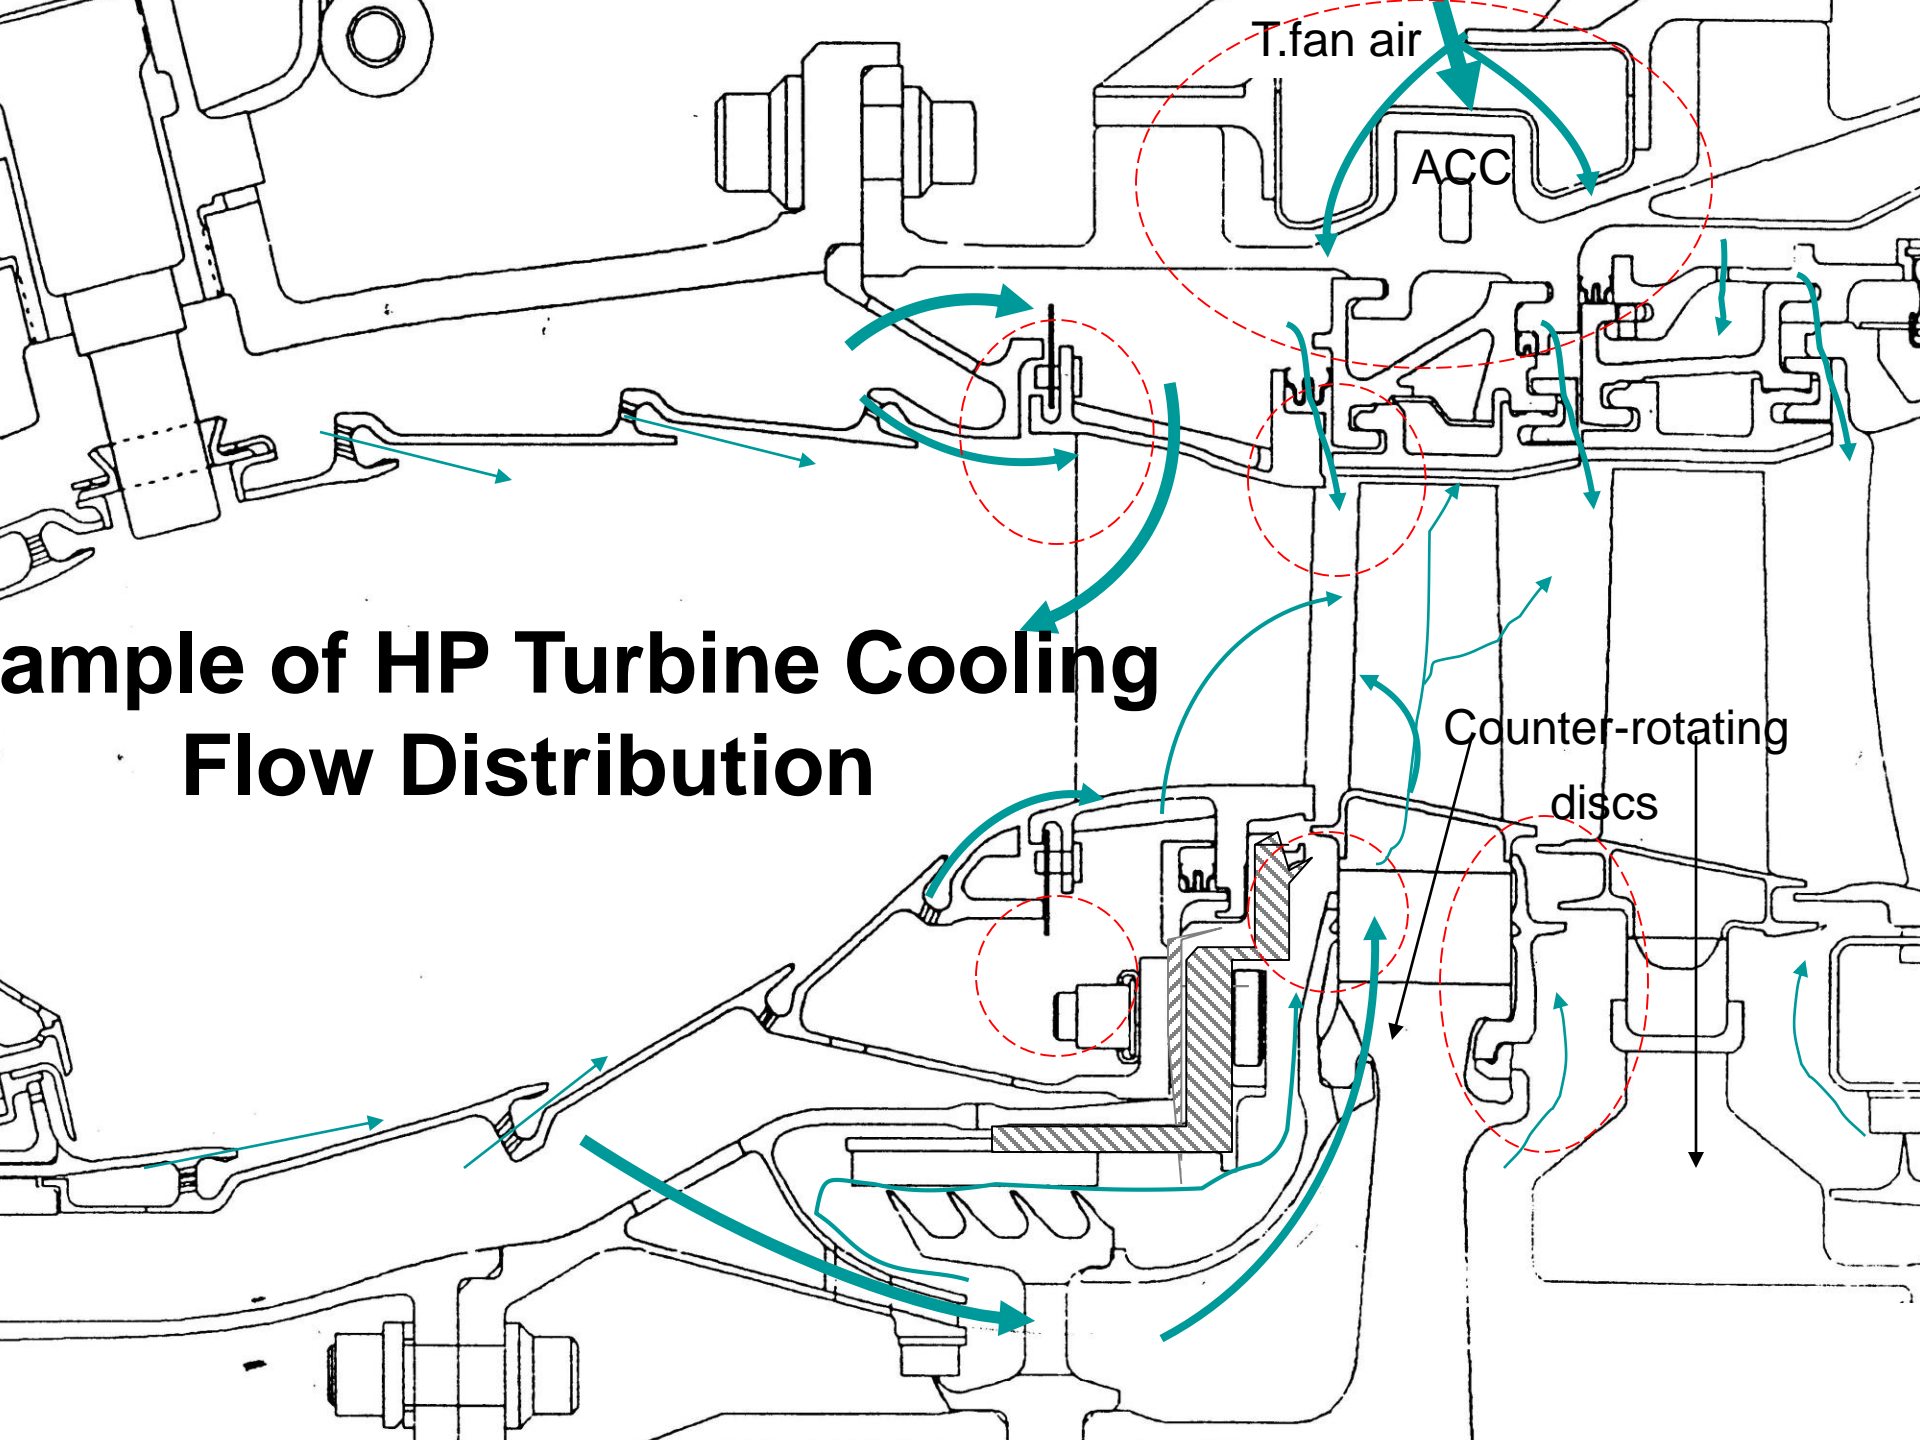 T.fan air
ACC
ample of HP Turbine Cooling
Flow Distribution
Counter-rotating
discs